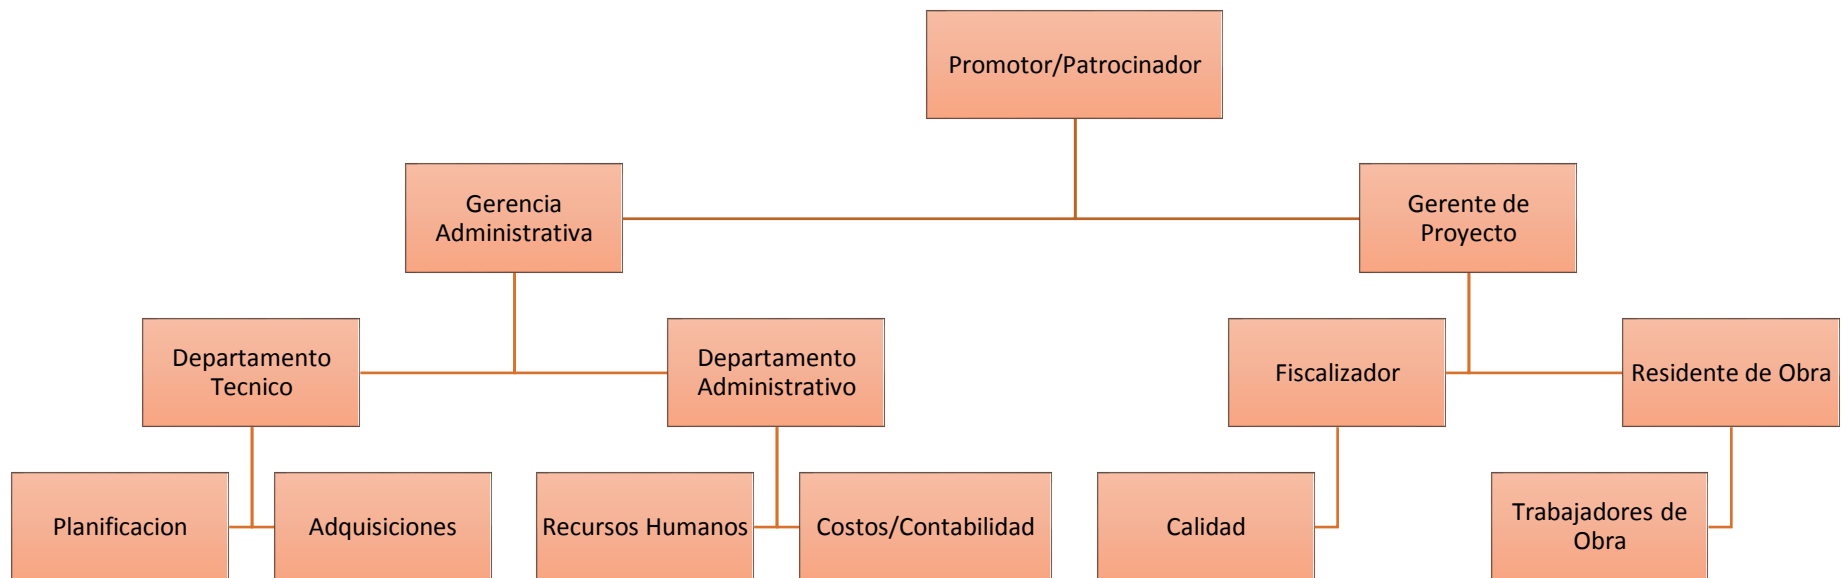 Promotor/Patrocinador
Gerencia
Administrativa
Gerente de
Proyecto
Departamento
Tecnico
Departamento
Administrativo
Fiscalizador
Residente de Obra
Planificacion
Adquisiciones
Recursos Humanos
Costos/Contabilidad
Calidad
Trabajadores de
Obra